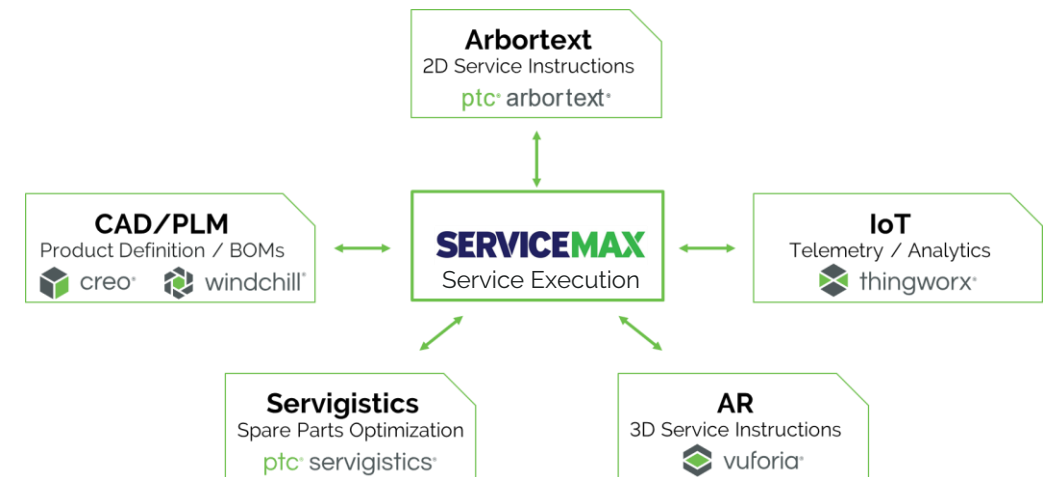 Arbortext
2D Service Instructions
ptc® arbortext®
CAD/PLM
Product Definition / BOMs
creo® windchill®
SERVICEMAX
Service Execution
IoT
Telemetry / Analytics
thingworx®
Servigistics
Spare Parts Optimization
ptc® servigistics®
AR
3D Service Instructions
vuforia®